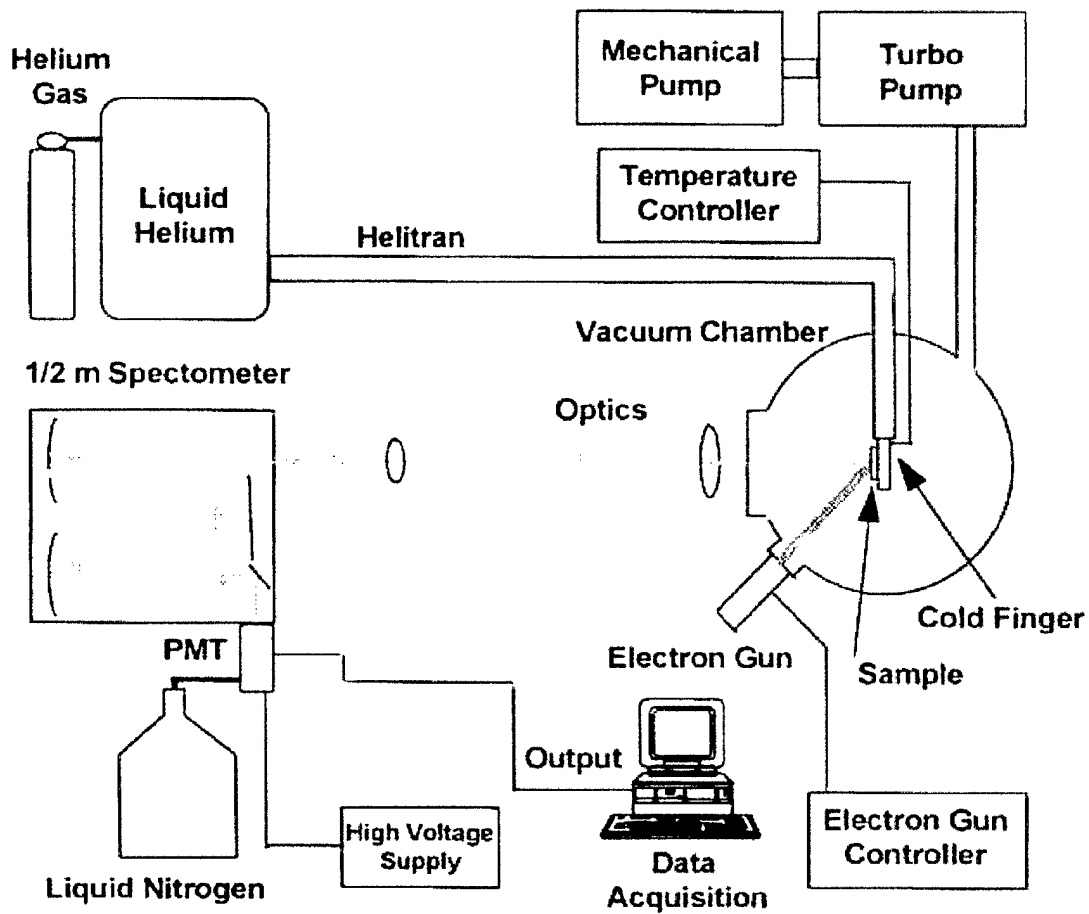 Helium
Gas
Liquid
Helium
Helitran
Mechanical
Pump
Turbo
Pump
Temperature
Controller
Vacuum Chamber
1/2 m Spectometer
Optics
Cold Finger
Sample
Electron Gun
PMT
Output
Liquid Nitrogen
High Voltage
Supply
Data
Acquisition
Electron Gun
Controller